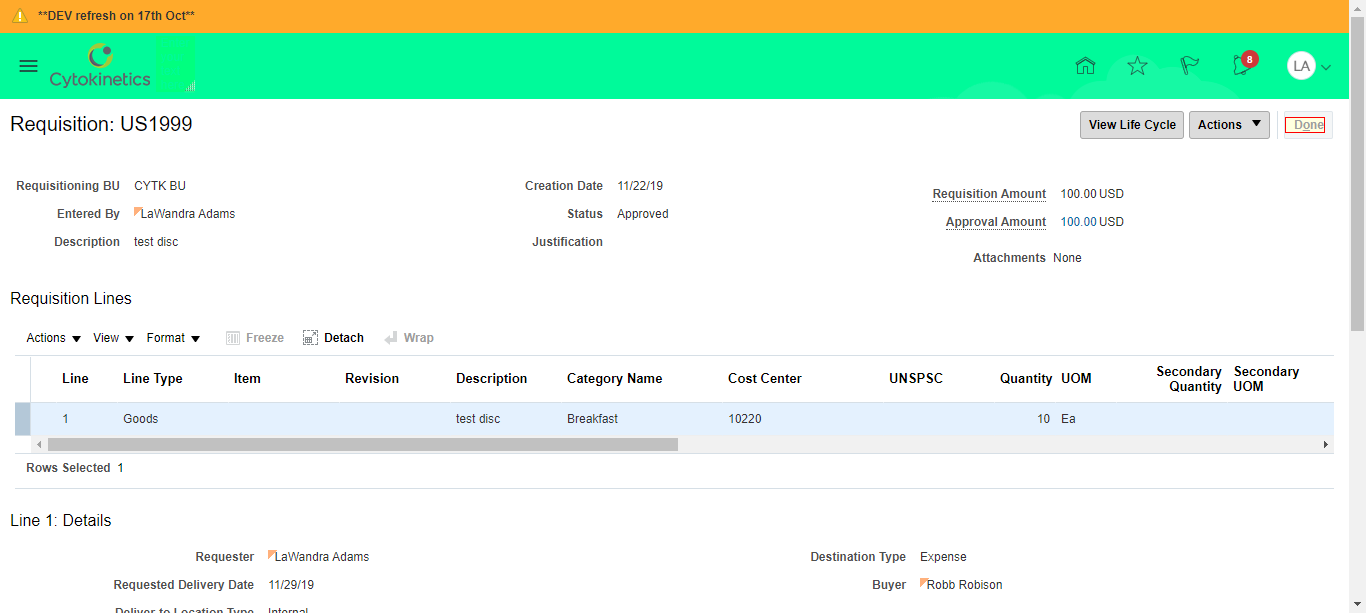 **DEV refresh on 17th Oct**
Cytokinetics
8
LA
Requisition: US1999
View Life Cycle Actions Done
Requisitioning BU CYTK BU Creation Date 11/22/19 Requisition Amount 100.00 USD
Entered By LaWandra Adams Status Approved Approval Amount 100.00 USD
Description test disc Justification
Attachments None
Requisition Lines
Actions View Format Freeze Detach Wrap
Line Line Type Item Revision Description Category Name Cost Center UNSPSC Quantity UOM Secondary Quantity Secondary UOM
1 Goods test disc Breakfast 10220 10 Ea
Rows Selected 1
Line 1: Details
Requester LaWandra Adams Destination Type Expense
Requested Delivery Date 11/29/19 Buyer Robb Robison
Deliver-to Location Type Internal